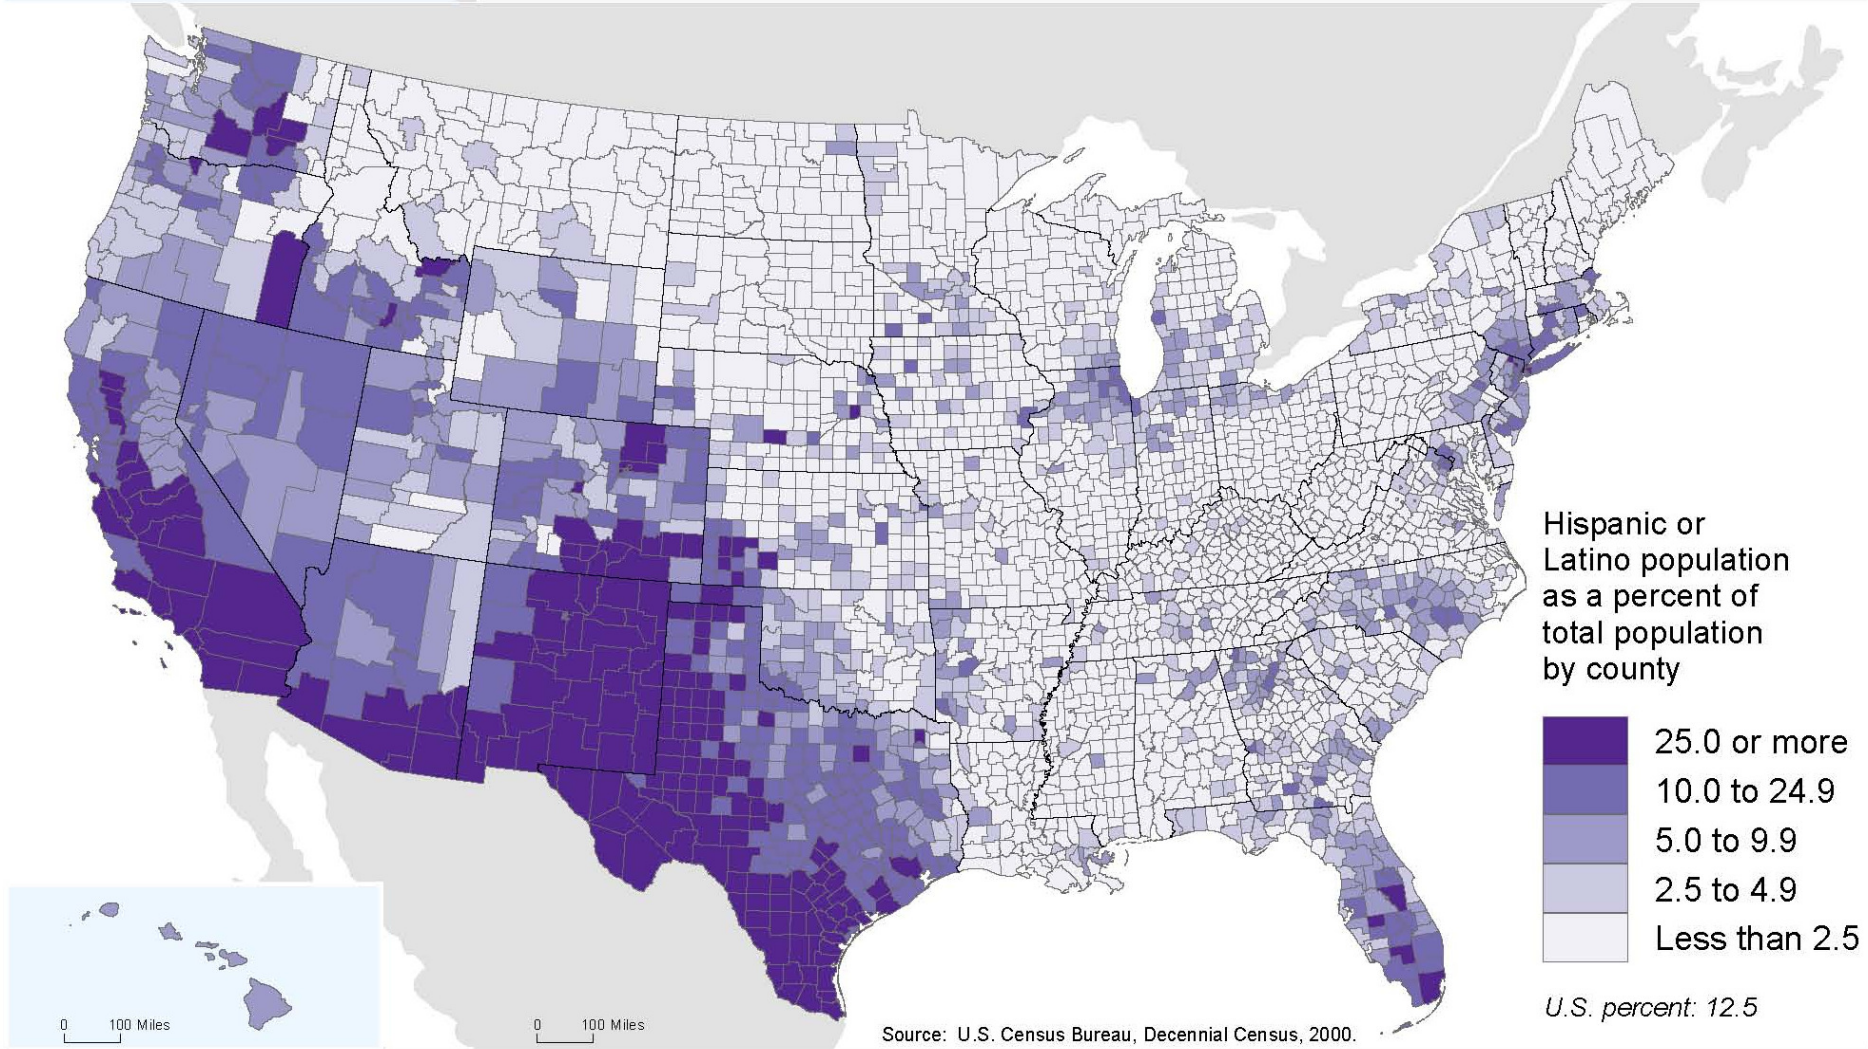 Hispanic or
Latino population
as a percent of
total population
by county
25.0 or more
10.0 to 24.9
5.0 to 9.9
2.5 to 4.9
Less than 2.5
U.S. percent: 12.5
0 100 Miles
0 100 Miles
Source: U.S. Census Bureau, Decennial Census, 2000.